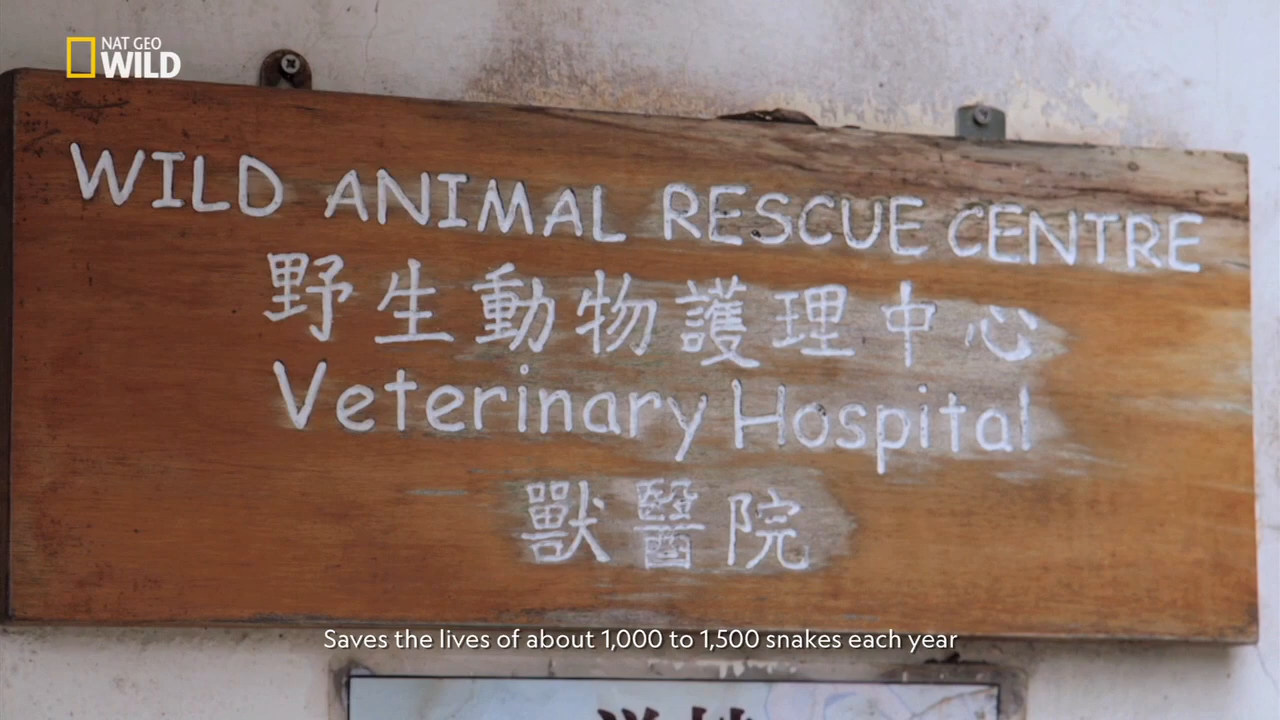 NAT GEO
WILD
WILD ANIMAL RESCUE CENTRE
野生動物護理中心
Veterinary Hospital
獸醫院
Saves the lives of about 1,000 to 1,500 snakes each year